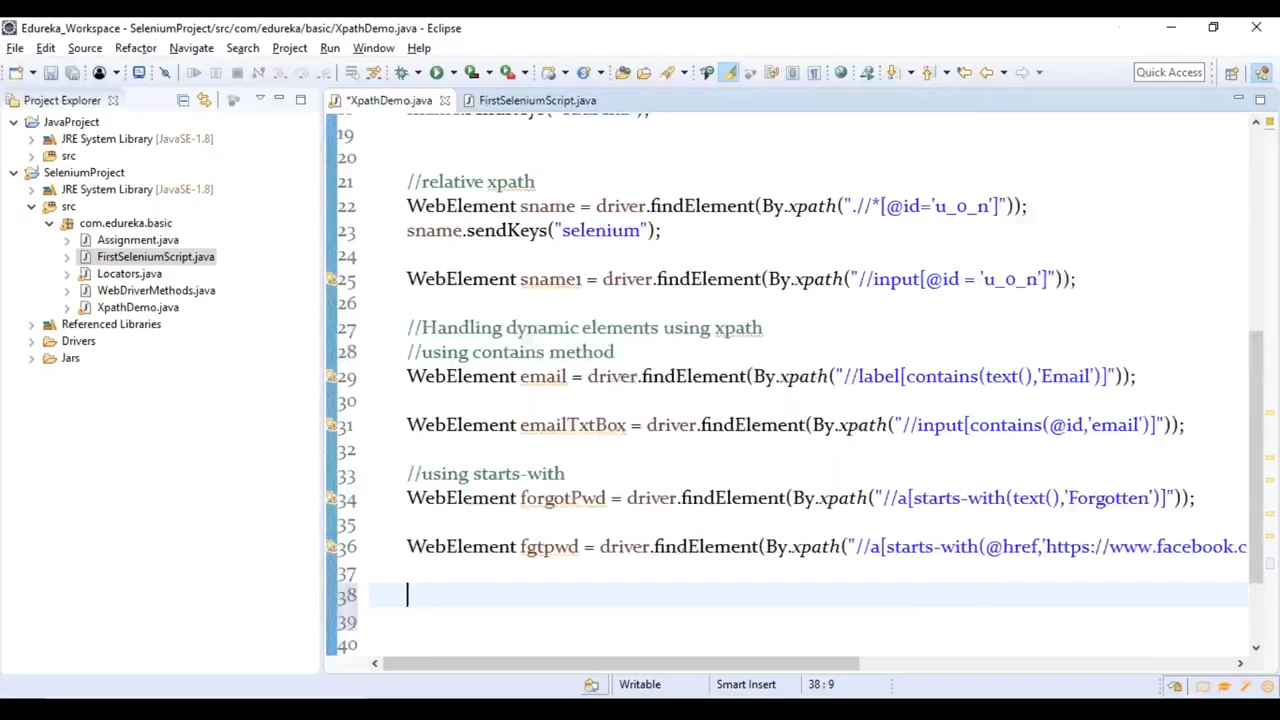 Edureka_Workspace - SeleniumProject/src/com/edureka/basic/XpathDemo.java - Eclipse
File Edit Source Refactor Navigate Search Project Run Window Help
Quick Access
Project Explorer
*XpathDemo.java FirstSeleniumScript.java
JavaProject
JRE System Library [JavaSE-1.8]
src
SeleniumProject
JRE System Library [JavaSE-1.8]
src
com.edureka.basic
Assignment.java
FirstSeleniumScript.java
Locators.java
WebDriverMethods.java
XpathDemo.java
Referenced Libraries
Drivers
Jars
19
20
21 //relative xpath
22 WebElement sname = driver.findElement(By.xpath(".//*[@id='u_0_n']"));
23 sname.sendKeys("selenium");
24
25 WebElement sname1 = driver.findElement(By.xpath("//input[@id = 'u_0_n']"));
26
27 //Handling dynamic elements using xpath
28 //using contains method
29 WebElement email = driver.findElement(By.xpath("//label[contains(text(),'Email')]"));
30
31 WebElement emailTxtBox = driver.findElement(By.xpath("//input[contains(@id,'email')]"));
32
33 //using starts-with
34 WebElement forgotPwd = driver.findElement(By.xpath("//a[starts-with(text(),'Forgotten')]"));
35
36 WebElement fgtpwd = driver.findElement(By.xpath("//a[starts-with(@href,'https://www.facebook.c
37
38
39
40
Writable Smart Insert 38 : 9